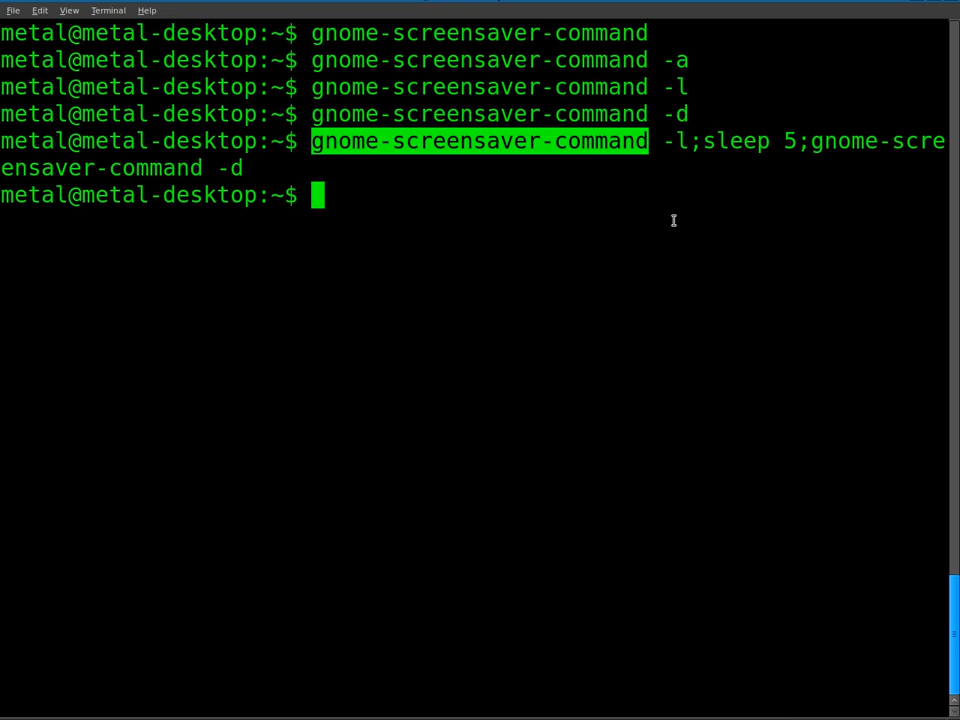 File Edit View Terminal Help
metal@metal-desktop:~$ gnome-screensaver-command
metal@metal-desktop:~$ gnome-screensaver-command -a
metal@metal-desktop:~$ gnome-screensaver-command -l
metal@metal-desktop:~$ gnome-screensaver-command -d
metal@metal-desktop:~$ gnome-screensaver-command -l;sleep 5;gnome-scre
ensaver-command -d
metal@metal-desktop:~$